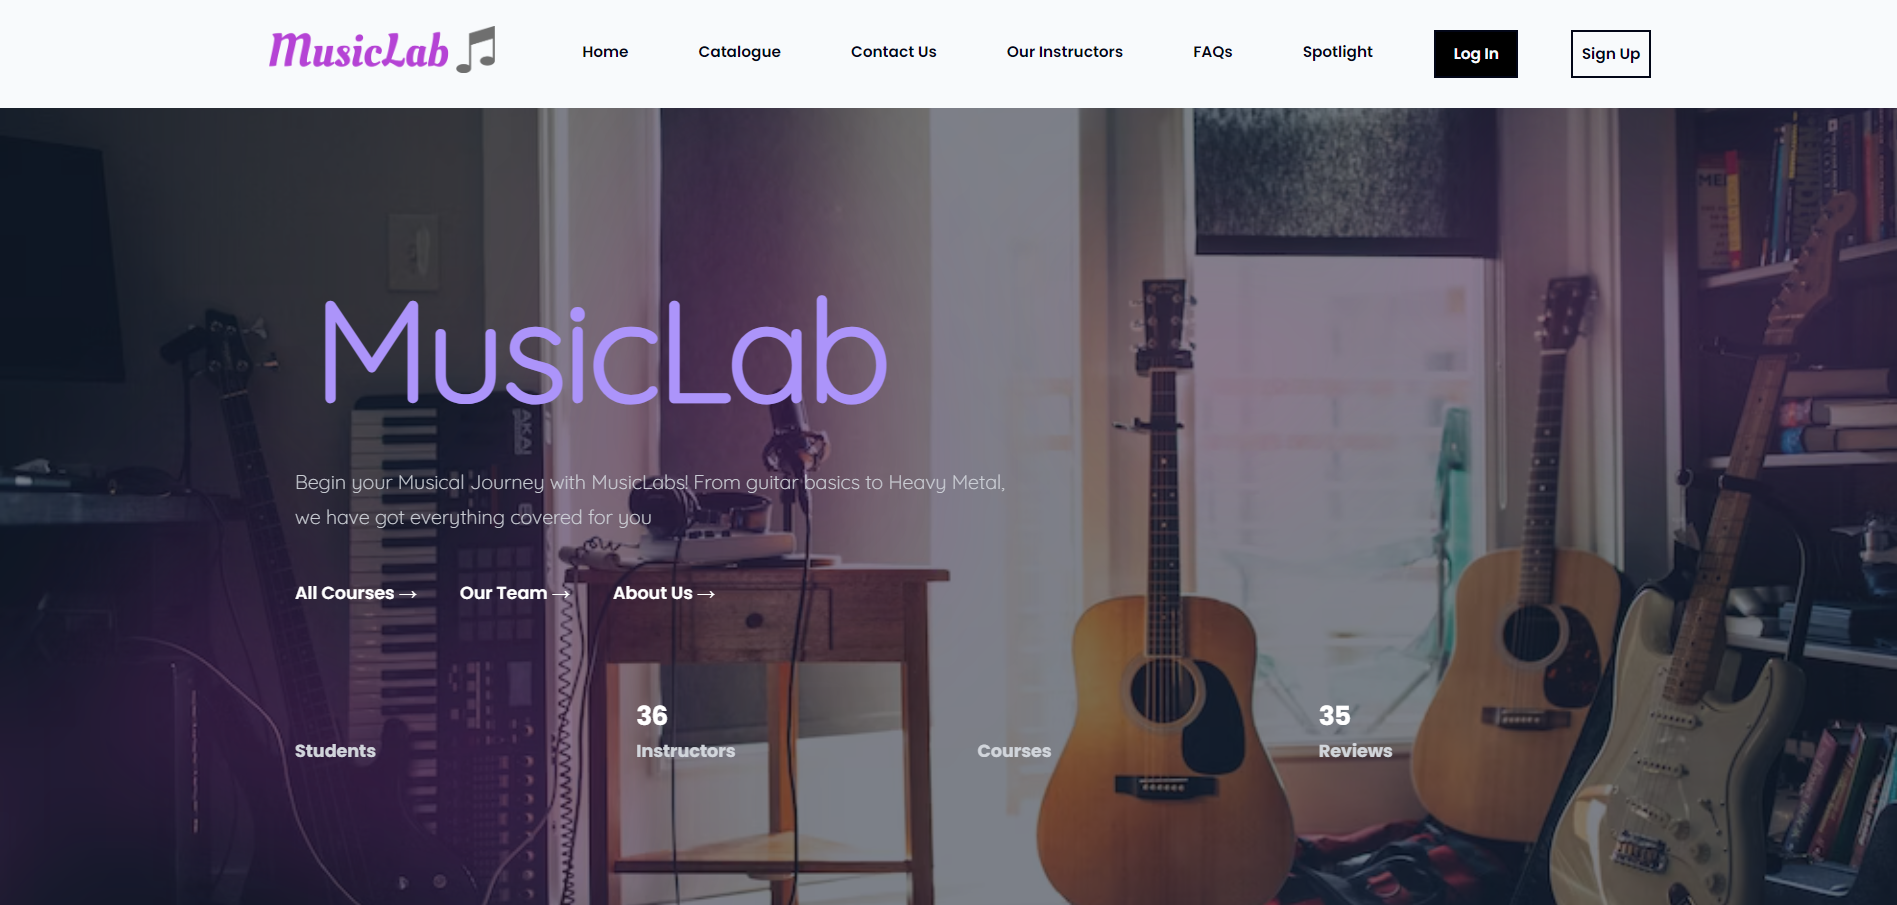 MusicLab
Home Catalogue Contact Us Our Instructors FAQs Spotlight Log In Sign Up
MusicLab
AKAI
Begin your Musical Journey with MusicLabs! From guitar basics to Heavy Metal,
we have got everything covered for you
All Courses → Our Team → About Us →
36 35
Students Instructors Courses Reviews